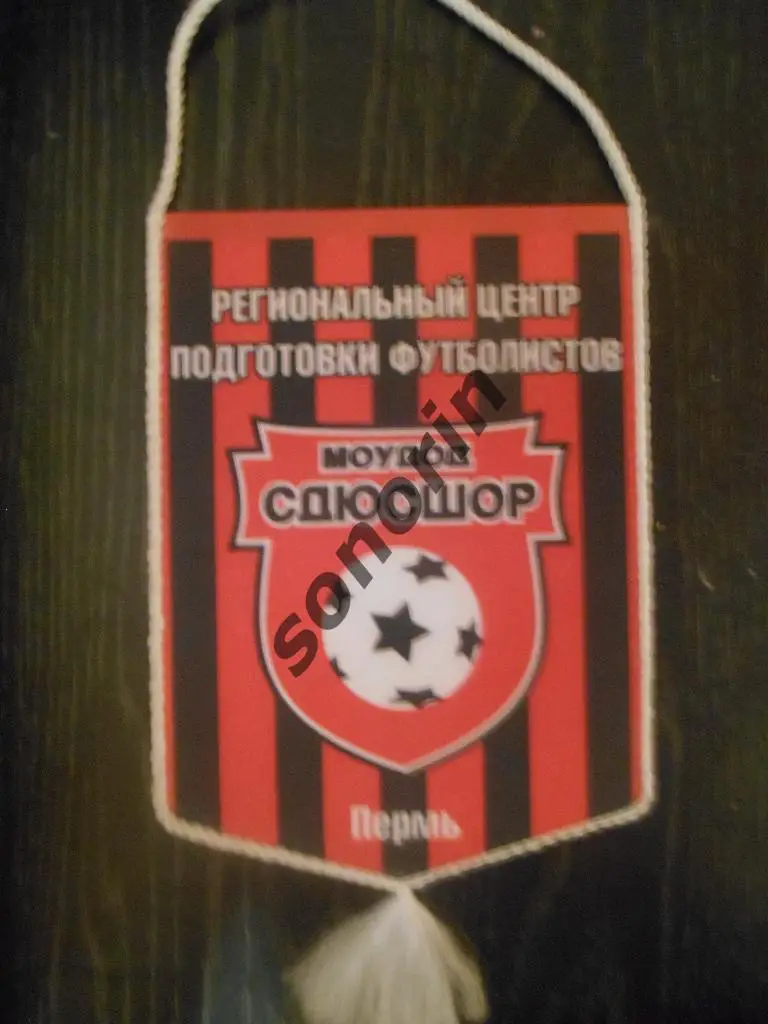 РЕГИОНАЛЬНЫЙ ЦЕНТР
ПОДГОТОВКИ ФУТБОЛИСТОВ
МОУДОД
СДЮСШОР
Пермь
sonorin